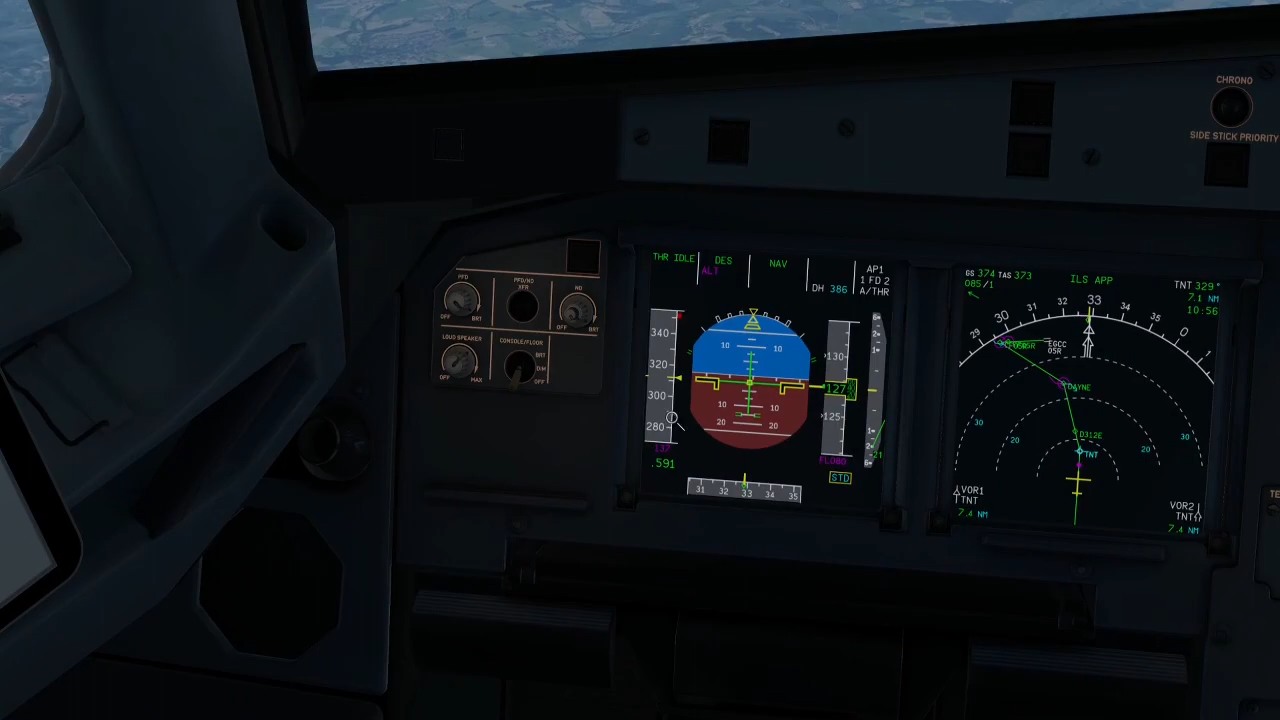 CHRONO
SIDE STICK PRIORITY
PFD
PFD/ND
XFR
ND
OFF
BRT
OFF
BRT
LOUD SPEAKER
CONSOLE/FLOOR
OFF
MAX
BRT
DIM
OFF
THR IDLE
DES
NAV
AP1
ALT
1 FD 2
DH 386
A/THR
340
320
300
280
137
.591
10 10
10 10
20 20
130
127
125
STD
31 32 33 34 35
GS 374 TAS 373
085/1
ILS APP
TNT 329°
7.1 NM
10:56
29 30 31 32 33 34 35 0 1
EGCC
05R
DAYNE
D312E
TNT
30 20 20 30
VOR1
TNT
7.4 NM
VOR2
TNT
7.4 NM